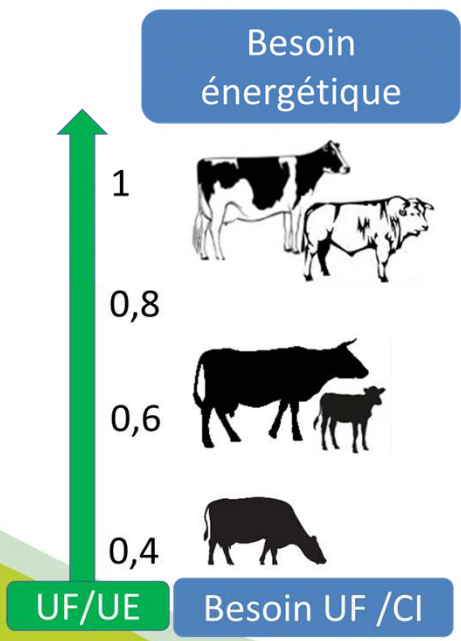 Besoin
énergétique
1
0,8
0,6
0,4
UF/UE
Besoin UF /CI